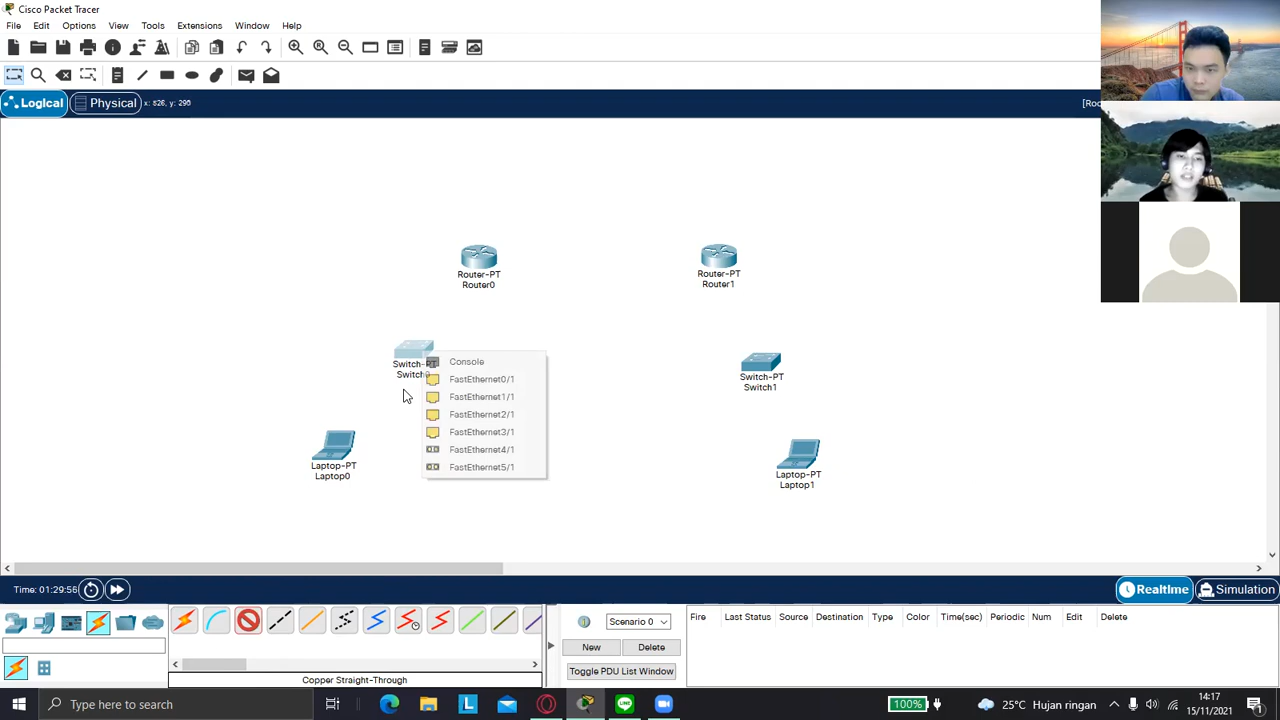 Cisco Packet Tracer
File Edit Options View Tools Extensions Window Help
Logical Physical x: 826, y: 296
[Roo
Router-PT
Router0
Router-PT
Router1
Switch-PT
Switch0
Console
FastEthernet0/1
FastEthernet1/1
FastEthernet2/1
FastEthernet3/1
FastEthernet4/1
FastEthernet5/1
Switch-PT
Switch1
Laptop-PT
Laptop0
Laptop-PT
Laptop1
Time: 01:29:56
Realtime Simulation
Scenario 0
New Delete
Toggle PDU List Window
Fire Last Status Source Destination Type Color Time(sec) Periodic Num Edit Delete
Copper Straight-Through
Type here to search
100%
25°C Hujan ringan
14:17
15/11/2021